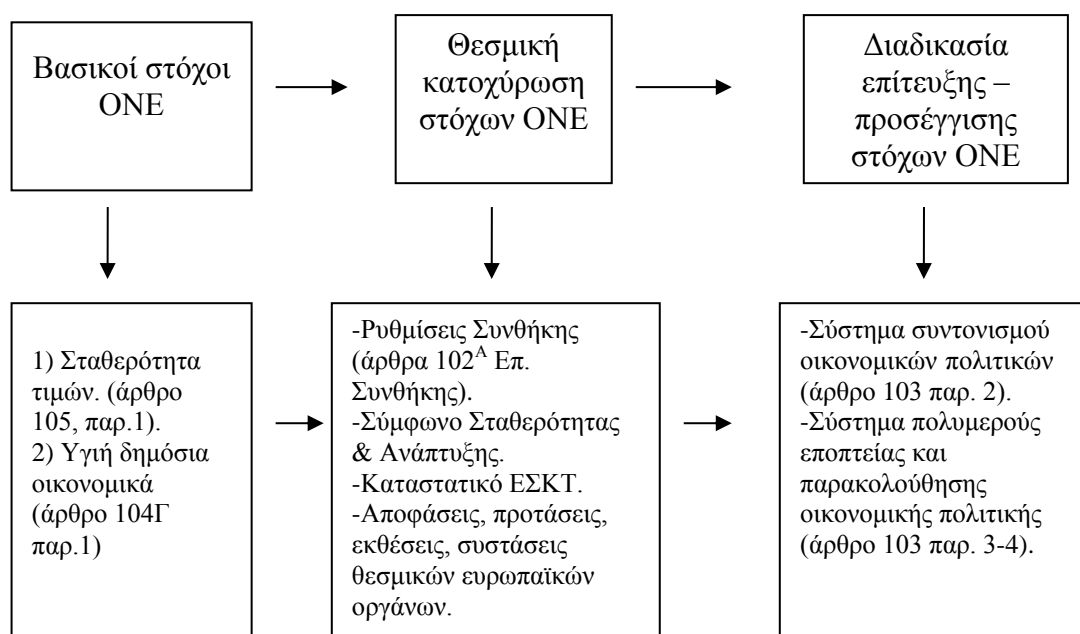 Βασικοί στόχοι
ΟΝΕ
Θεσμική
κατοχύρωση
στόχων ΟΝΕ
Διαδικασία
επίτευξης –
προσέγγισης
στόχων ΟΝΕ
1) Σταθερότητα
τιμών. (άρθρο
105, παρ.1).
2) Υγιή δημόσια
οικονομικά
(άρθρο 104Γ
παρ.1)
-Ρυθμίσεις Συνθήκης
(άρθρα 102^Α Επ.
Συνθήκης).
-Σύμφωνο Σταθερότητας
& Ανάπτυξης.
-Καταστατικό ΕΣΚΤ.
-Αποφάσεις, προτάσεις,
εκθέσεις, συστάσεις
θεσμικών ευρωπαϊκών
οργάνων.
-Σύστημα συντονισμού
οικονομικών πολιτικών
(άρθρο 103 παρ. 2).
-Σύστημα πολυμερούς
εποπτείας και
παρακολούθησης
οικονομικής πολιτικής
(άρθρο 103 παρ. 3-4).